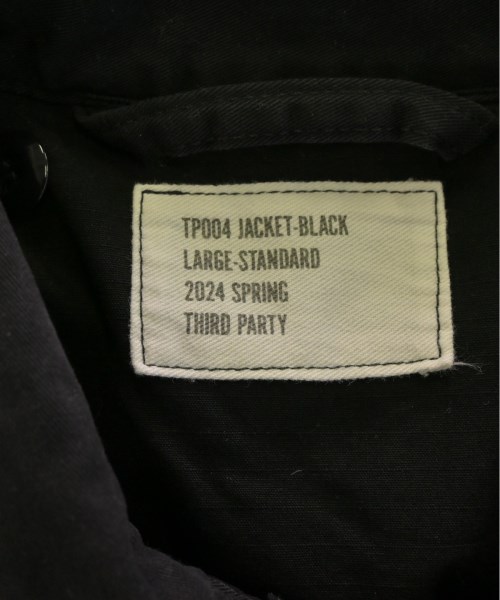 TP004 JACKET-BLACK
LARGE-STANDARD
2024 SPRING
THIRD PARTY